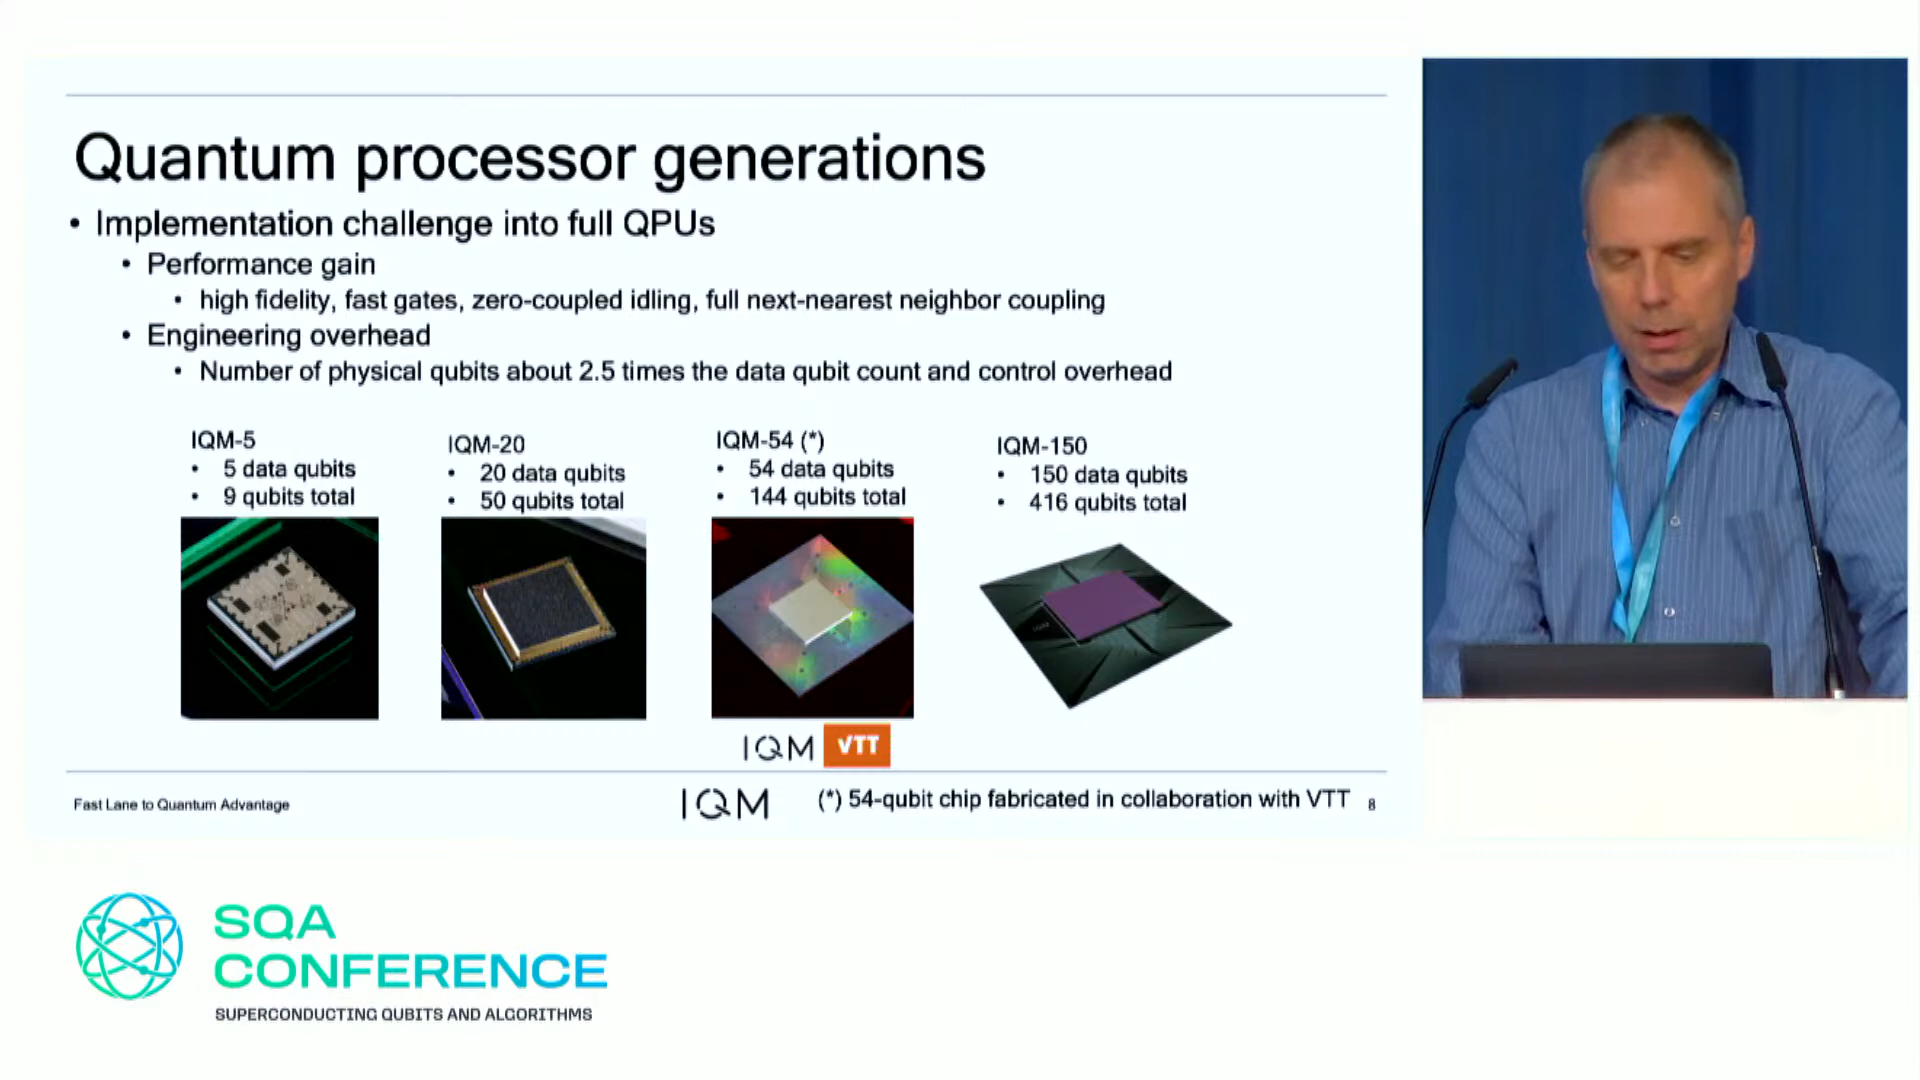 Quantum processor generations
• Implementation challenge into full QPUs
• Performance gain
• high fidelity, fast gates, zero-coupled idling, full next-nearest neighbor coupling
• Engineering overhead
• Number of physical qubits about 2.5 times the data qubit count and control overhead
IQM-5
• 5 data qubits
• 9 qubits total
IQM-20
• 20 data qubits
• 50 qubits total
IQM-54 (*)
• 54 data qubits
• 144 qubits total
IQM-150
• 150 data qubits
• 416 qubits total
IQM VTT
Fast Lane to Quantum Advantage
IQM
(*) 54-qubit chip fabricated in collaboration with VTT
8
SQA
CONFERENCE
SUPERCONDUCTING QUBITS AND ALGORITHMS